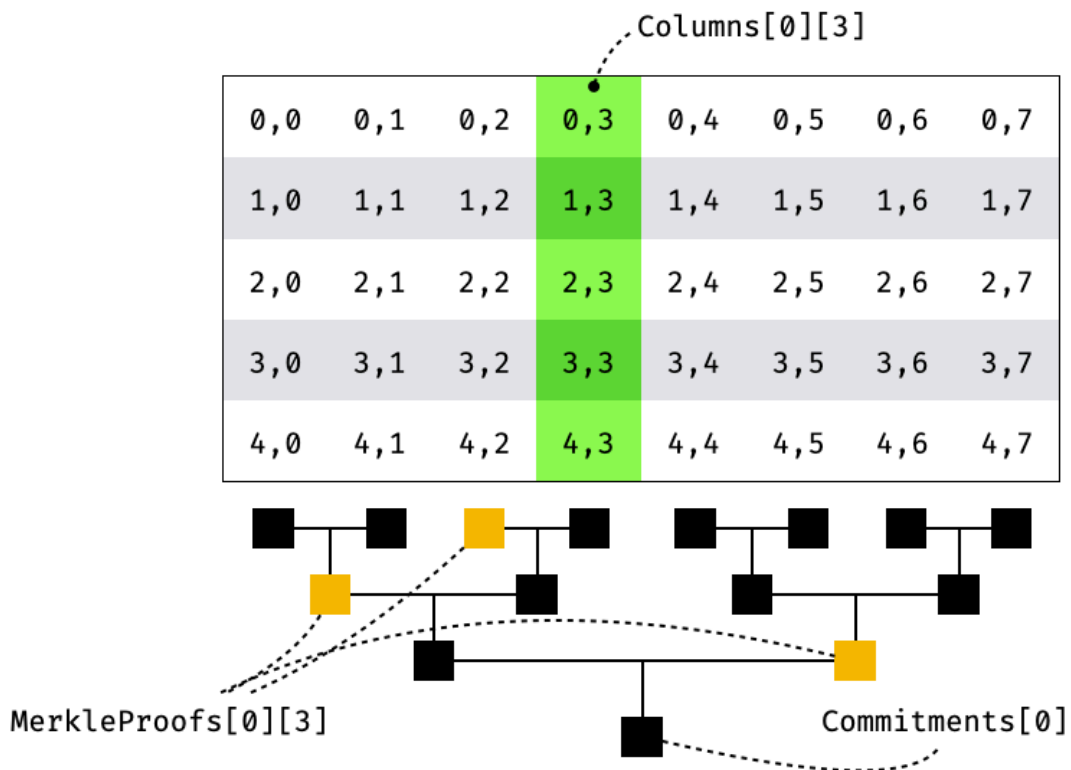 Columns[0][3]
0,0 0,1 0,2 0,3 0,4 0,5 0,6 0,7
1,0 1,1 1,2 1,3 1,4 1,5 1,6 1,7
2,0 2,1 2,2 2,3 2,4 2,5 2,6 2,7
3,0 3,1 3,2 3,3 3,4 3,5 3,6 3,7
4,0 4,1 4,2 4,3 4,4 4,5 4,6 4,7
MerkleProofs[0][3] Commitments[0]